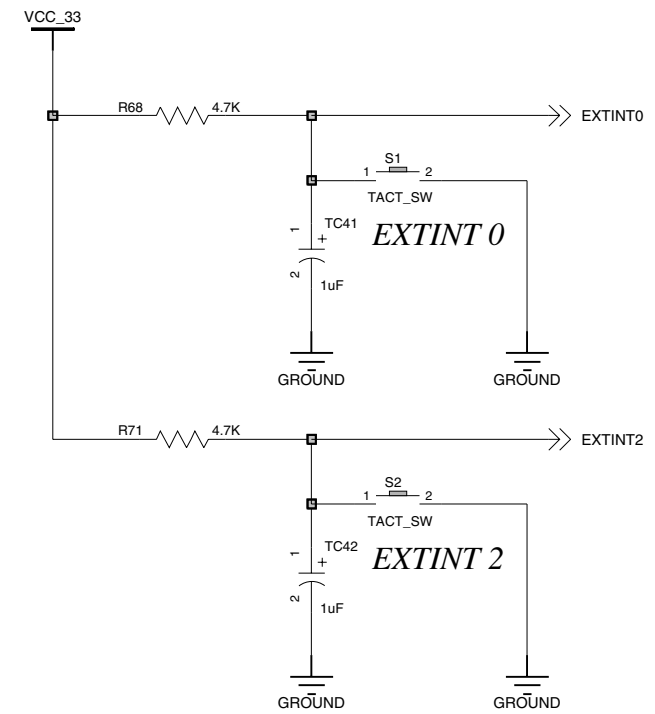 VCC_33
R68 4.7K
EXTINT0
S1
1 2
TACT_SW
1
+
TC41
EXTINT 0
2
1uF
GROUND
GROUND
R71 4.7K
EXTINT2
S2
1 2
TACT_SW
1
+
TC42
EXTINT 2
2
1uF
GROUND
GROUND